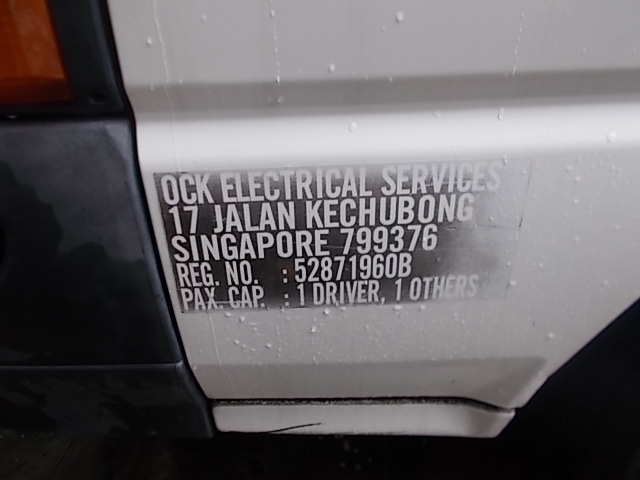 OCK ELECTRICAL SERVICES
17 JALAN KECHUBONG
SINGAPORE 799376
REG. NO. : 52871960B
PAX. CAP. : 1 DRIVER, 1 OTHERS